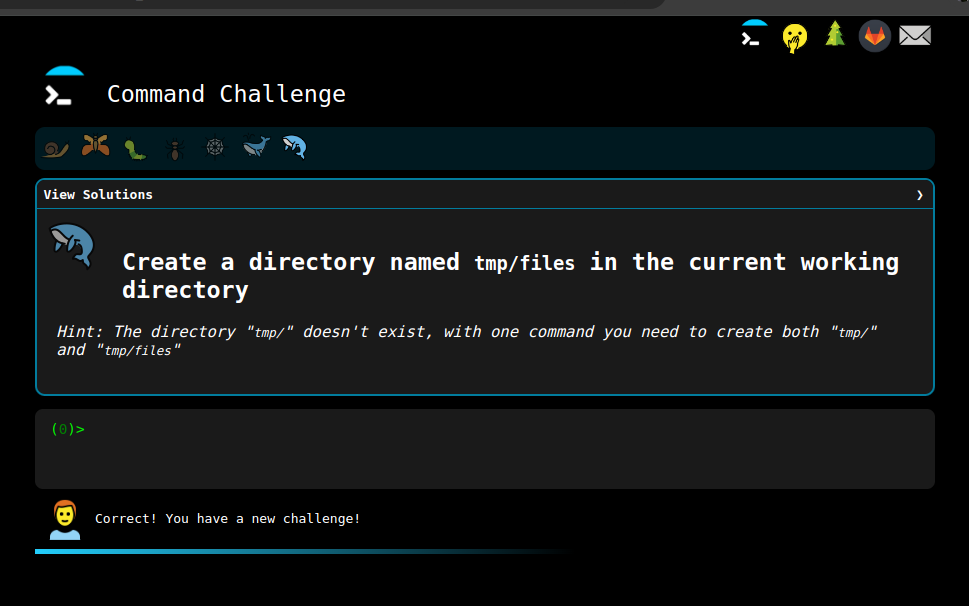 Command Challenge
View Solutions
Create a directory named tmp/files in the current working
directory
Hint: The directory "tmp/" doesn't exist, with one command you need to create both "tmp/"
and "tmp/files"
(0)>
Correct! You have a new challenge!